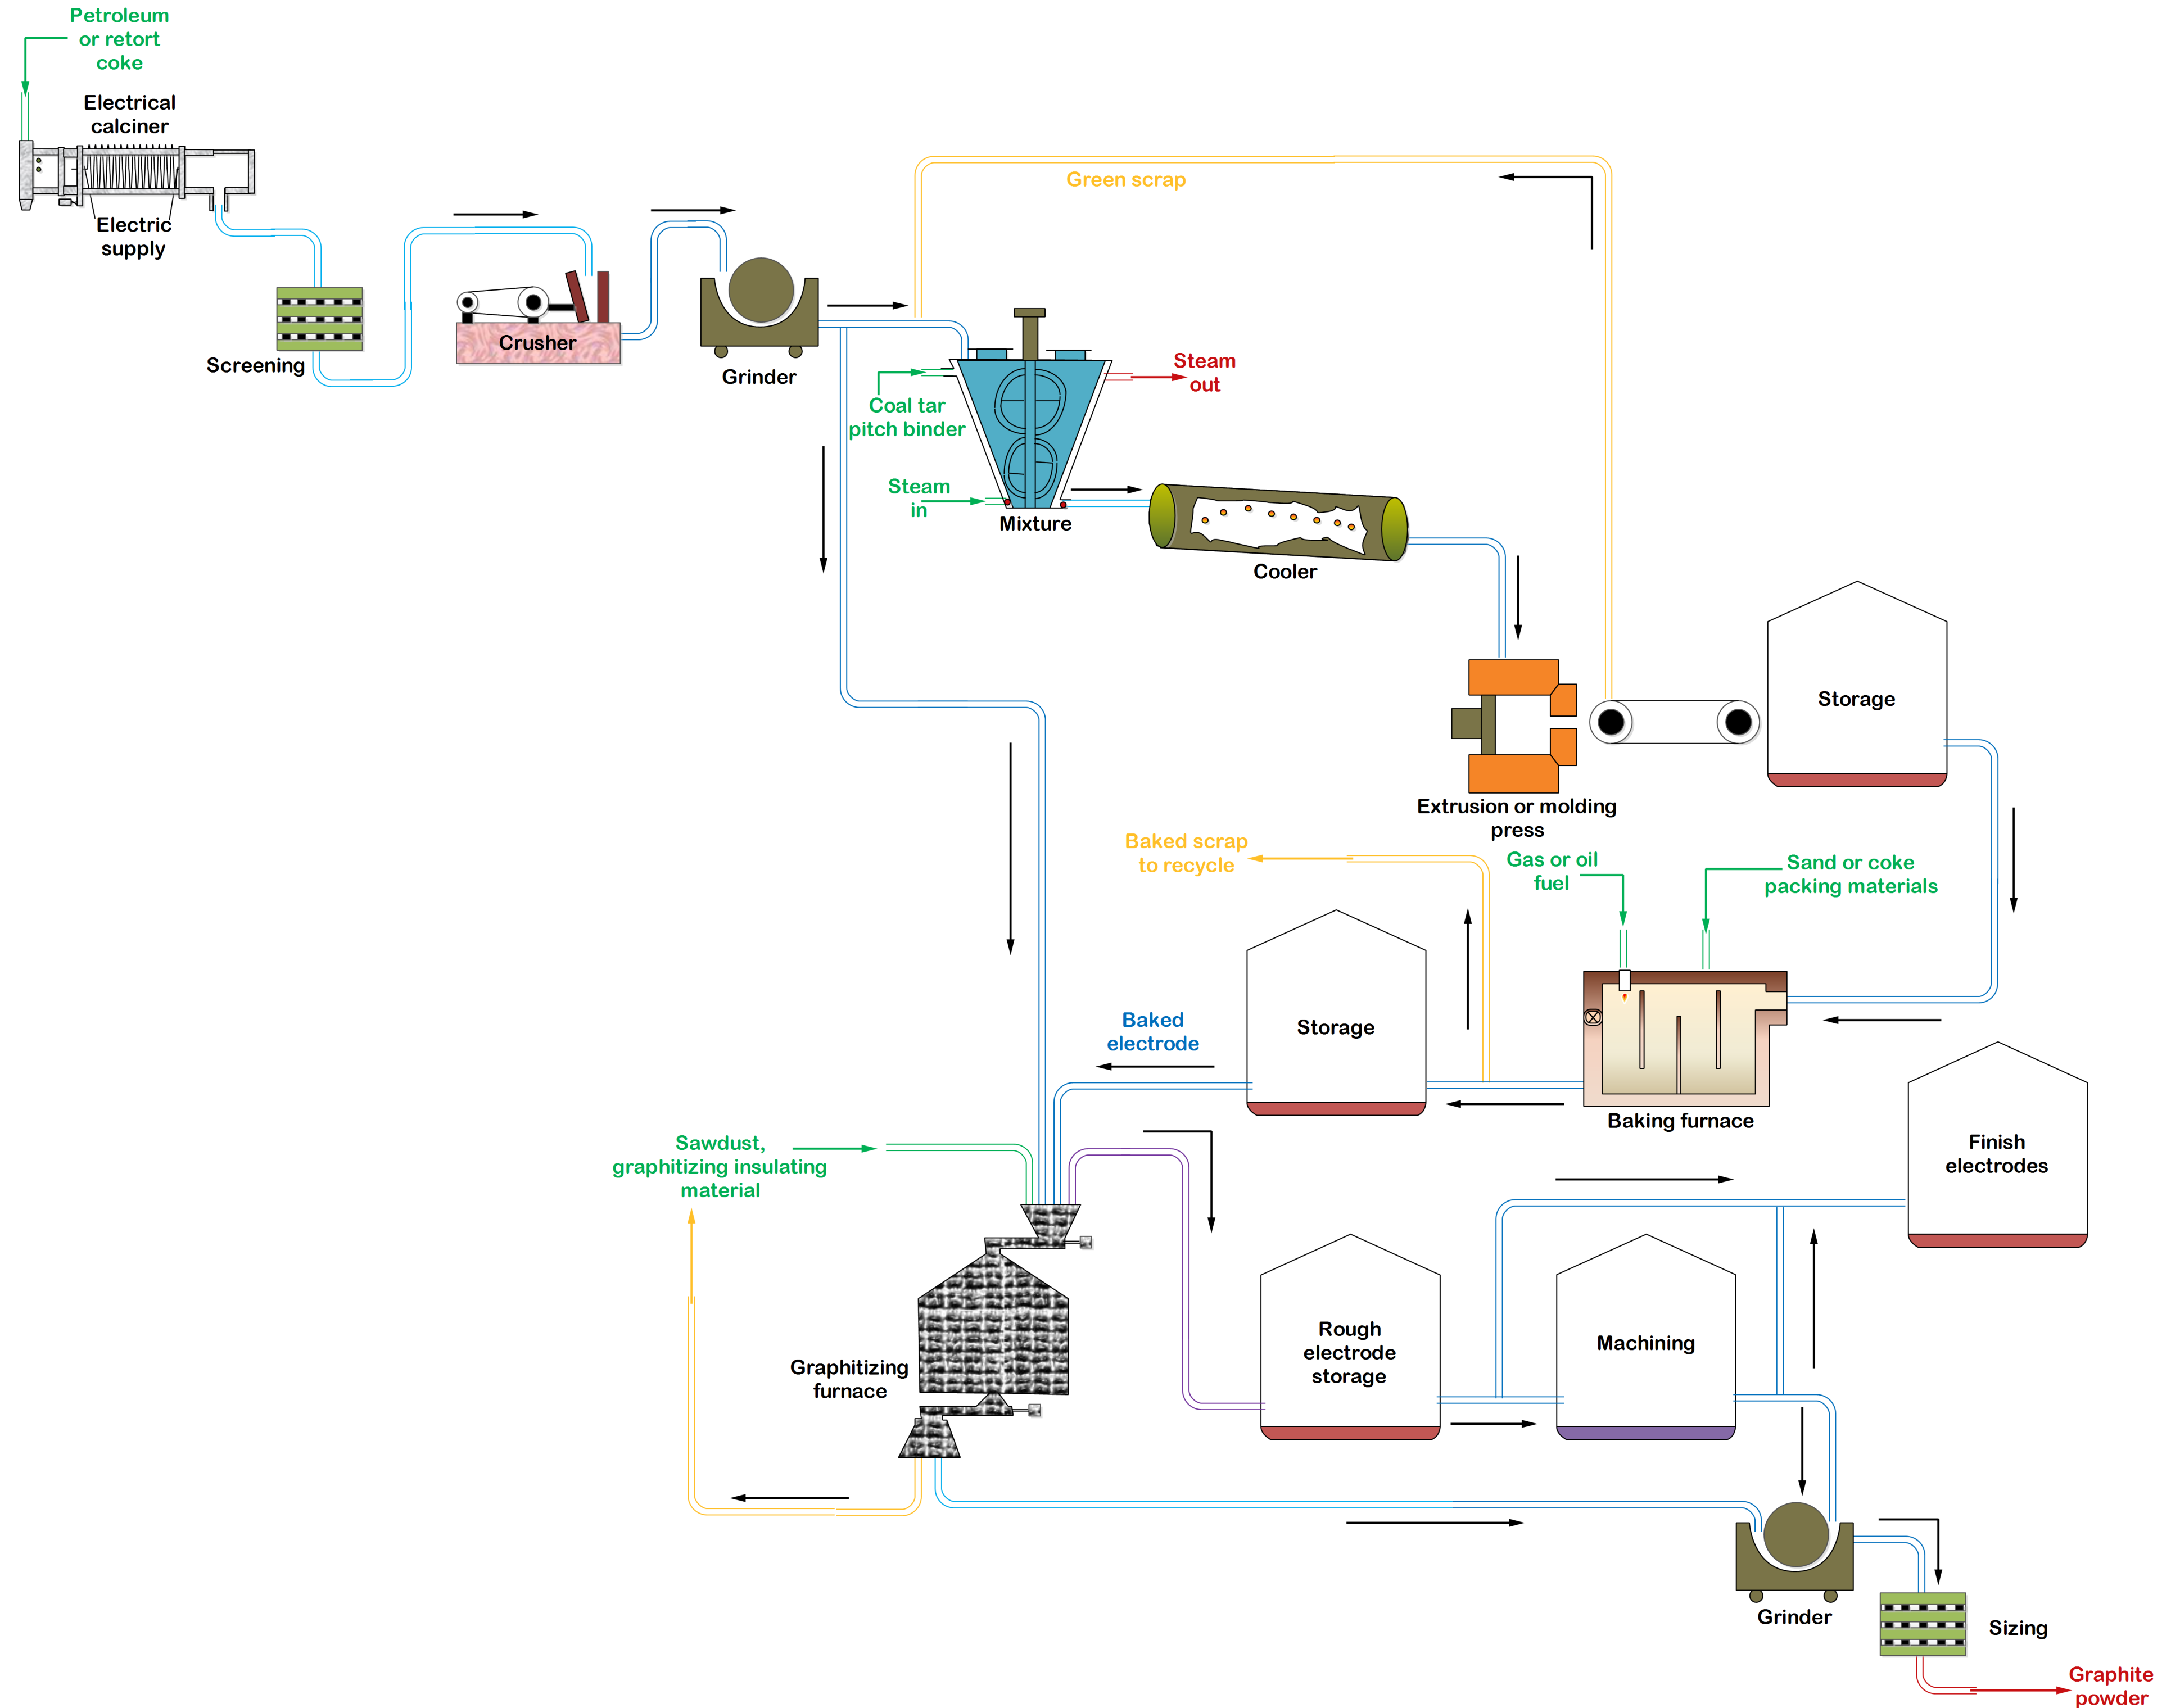 Petroleum
or retort
coke
Electrical
calciner
Electric
supply
Screening
Crusher
Grinder
Green scrap
Coal tar
pitch binder
Steam
out
Steam
in
Mixture
Cooler
Extrusion or molding
press
Storage
Baked scrap
to recycle
Gas or oil
fuel
Sand or coke
packing materials
Baked
electrode
Storage
Baking furnace
Finish
electrodes
Sawdust,
graphitizing insulating
material
Graphitizing
furnace
Rough
electrode
storage
Machining
Grinder
Sizing
Graphite
powder